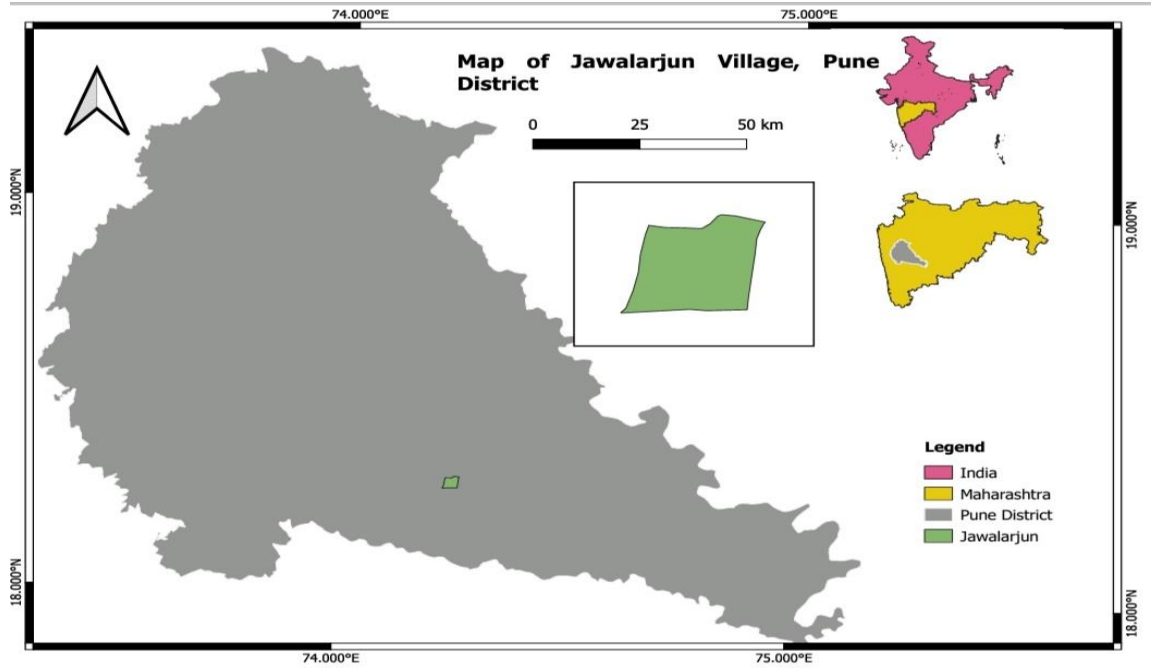 74.000°E
75.000°E
Map of Jawalarjun Village, Pune
District
0
25
50 km
19.000°N
19.000°N
Legend
India
Maharashtra
Pune District
Jawalarjun
18.000°N
18.000°N
74.000°E
75.000°E